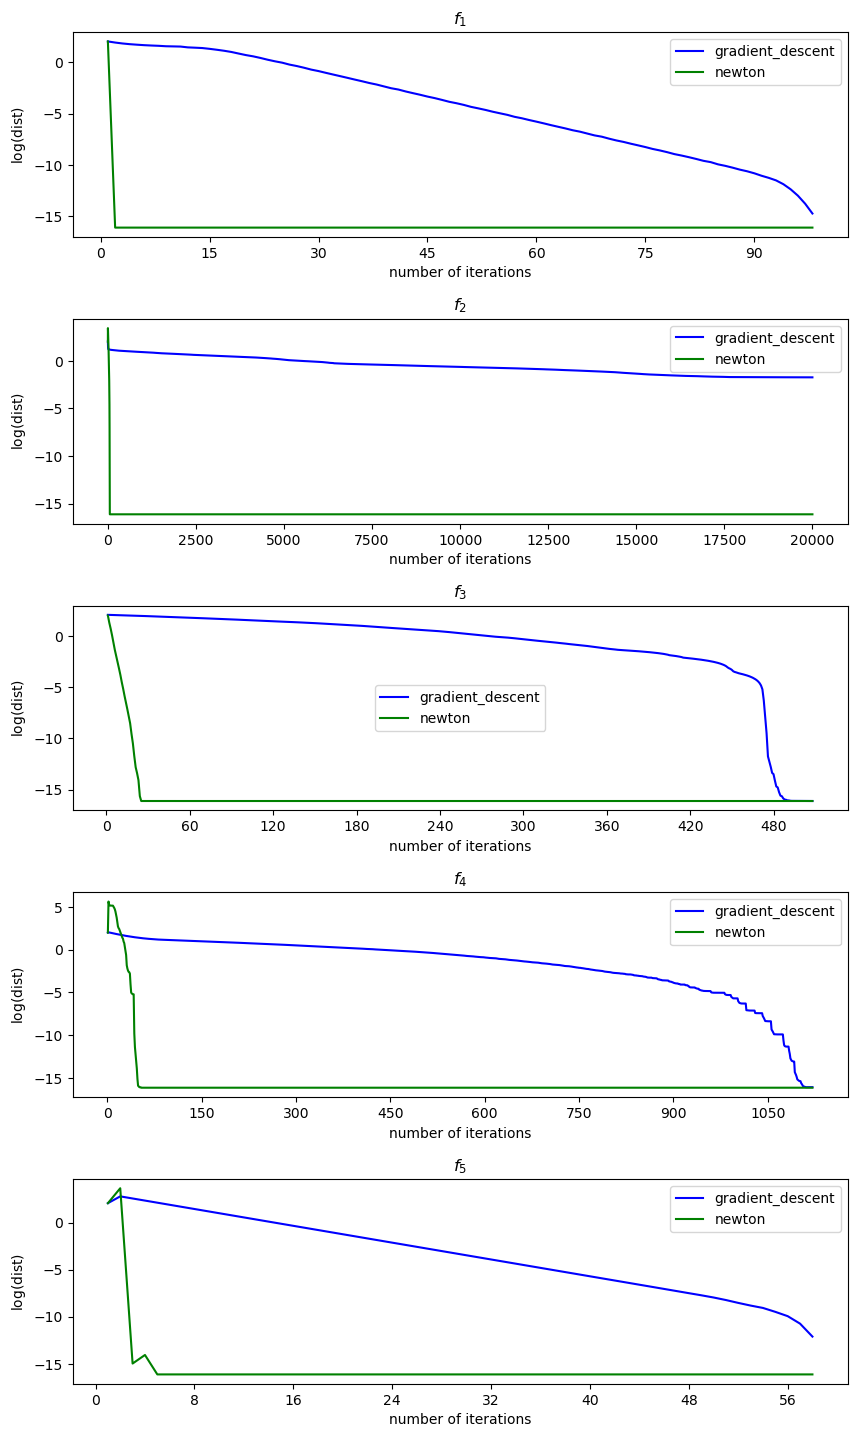 f1
gradient_descent
newton
log(dist)
0
−5
−10
−15
0 15 30 45 60 75 90
number of iterations
f2
gradient_descent
newton
log(dist)
0
−5
−10
−15
0 2500 5000 7500 10000 12500 15000 17500 20000
number of iterations
f3
gradient_descent
newton
log(dist)
0
−5
−10
−15
0 60 120 180 240 300 360 420 480
number of iterations
f4
gradient_descent
newton
log(dist)
5
0
−5
−10
−15
0 150 300 450 600 750 900 1050
number of iterations
f5
gradient_descent
newton
log(dist)
0
−5
−10
−15
0 8 16 24 32 40 48 56
number of iterations